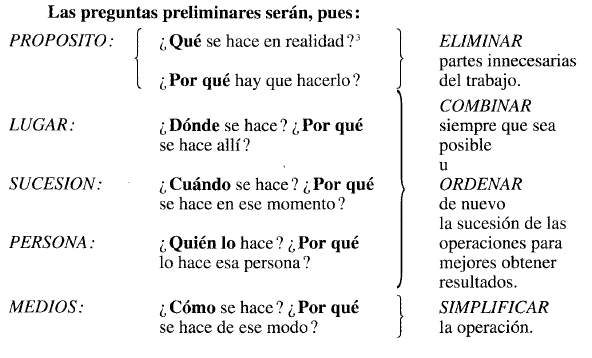 Las preguntas preliminares serán, pues:
PROPOSITO: ¿Qué se hace en realidad?³ ELIMINAR
partes innecesarias
¿Por qué hay que hacerlo? del trabajo.
COMBINAR
LUGAR: ¿Dónde se hace? ¿Por qué siempre que sea
se hace allí? posible
u
SUCESION: ¿Cuándo se hace? ¿Por qué ORDENAR
se hace en ese momento? de nuevo
la sucesión de las
PERSONA: ¿Quién lo hace? ¿Por qué operaciones para
lo hace esa persona? mejores obtener
resultados.
MEDIOS: ¿Cómo se hace? ¿Por qué SIMPLIFICAR
se hace de ese modo? la operación.